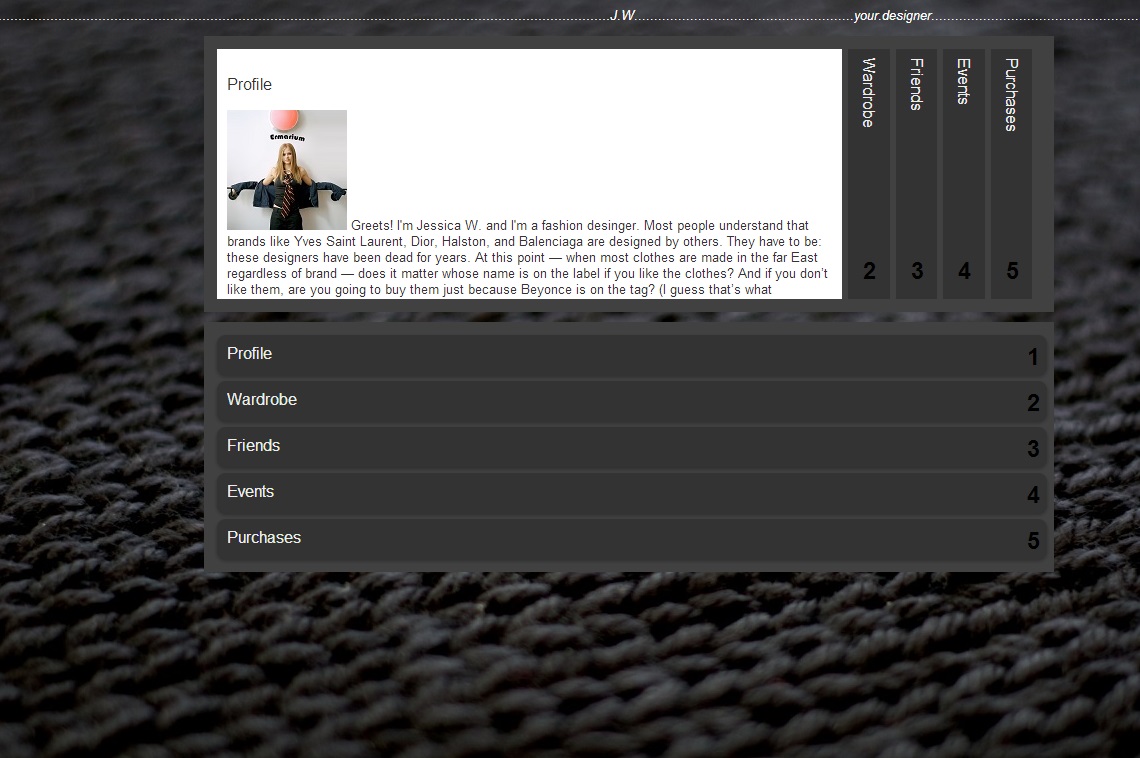 J.W
your.designer
Profile
Ermarium
Greets! I'm Jessica W. and I'm a fashion desinger. Most people understand that
brands like Yves Saint Laurent, Dior, Halston, and Balenciaga are designed by others. They have to be:
these designers have been dead for years. At this point — when most clothes are made in the far East
regardless of brand — does it matter whose name is on the label if you like the clothes? And if you don’t
like them, are you going to buy them just because Beyonce is on the tag? (I guess that’s what
Wardrobe
2
Friends
3
Events
4
Purchases
5
Profile 1
Wardrobe 2
Friends 3
Events 4
Purchases 5